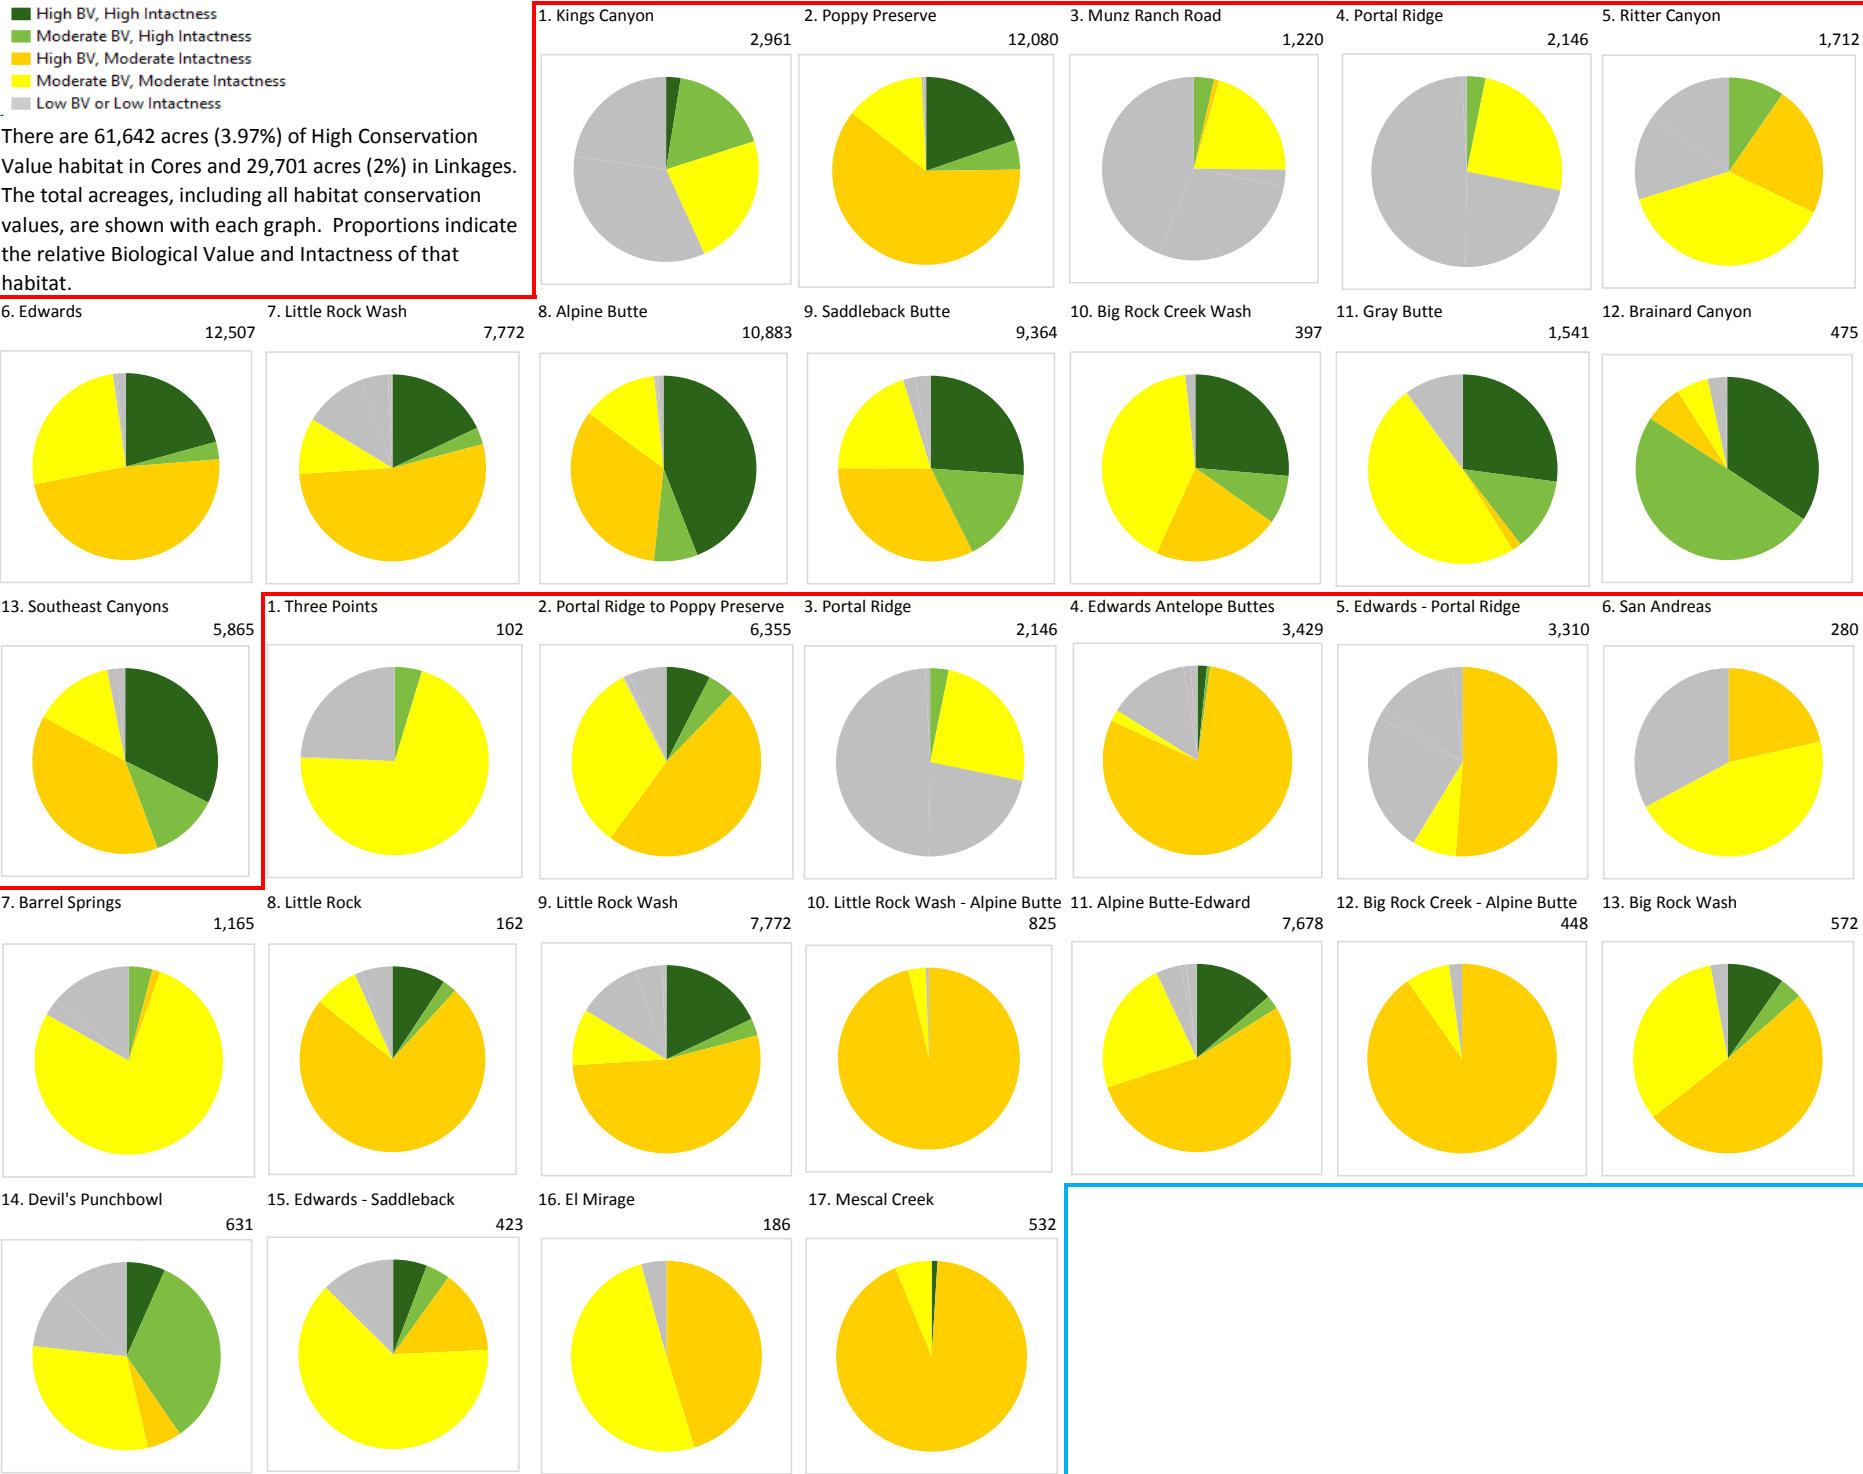 High BV, High Intactness
Moderate BV, High Intactness
High BV, Moderate Intactness
Moderate BV, Moderate Intactness
Low BV or Low Intactness
There are 61,642 acres (3.97%) of High Conservation
Value habitat in Cores and 29,701 acres (2%) in Linkages.
The total acreages, including all habitat conservation
values, are shown with each graph. Proportions indicate
the relative Biological Value and Intactness of that
habitat.
1. Kings Canyon
2,961
2. Poppy Preserve
12,080
3. Munz Ranch Road
1,220
4. Portal Ridge
2,146
5. Ritter Canyon
1,712
6. Edwards
12,507
7. Little Rock Wash
7,772
8. Alpine Butte
10,883
9. Saddleback Butte
9,364
10. Big Rock Creek Wash
397
11. Gray Butte
1,541
12. Brainard Canyon
475
13. Southeast Canyons
5,865
1. Three Points
102
2. Portal Ridge to Poppy Preserve
6,355
3. Portal Ridge
2,146
4. Edwards Antelope Buttes
3,429
5. Edwards - Portal Ridge
3,310
6. San Andreas
280
7. Barrel Springs
1,165
8. Little Rock
162
9. Little Rock Wash
7,772
10. Little Rock Wash - Alpine Butte
825
11. Alpine Butte-Edward
7,678
12. Big Rock Creek - Alpine Butte
448
13. Big Rock Wash
572
14. Devil's Punchbowl
631
15. Edwards - Saddleback
423
16. El Mirage
186
17. Mescal Creek
532